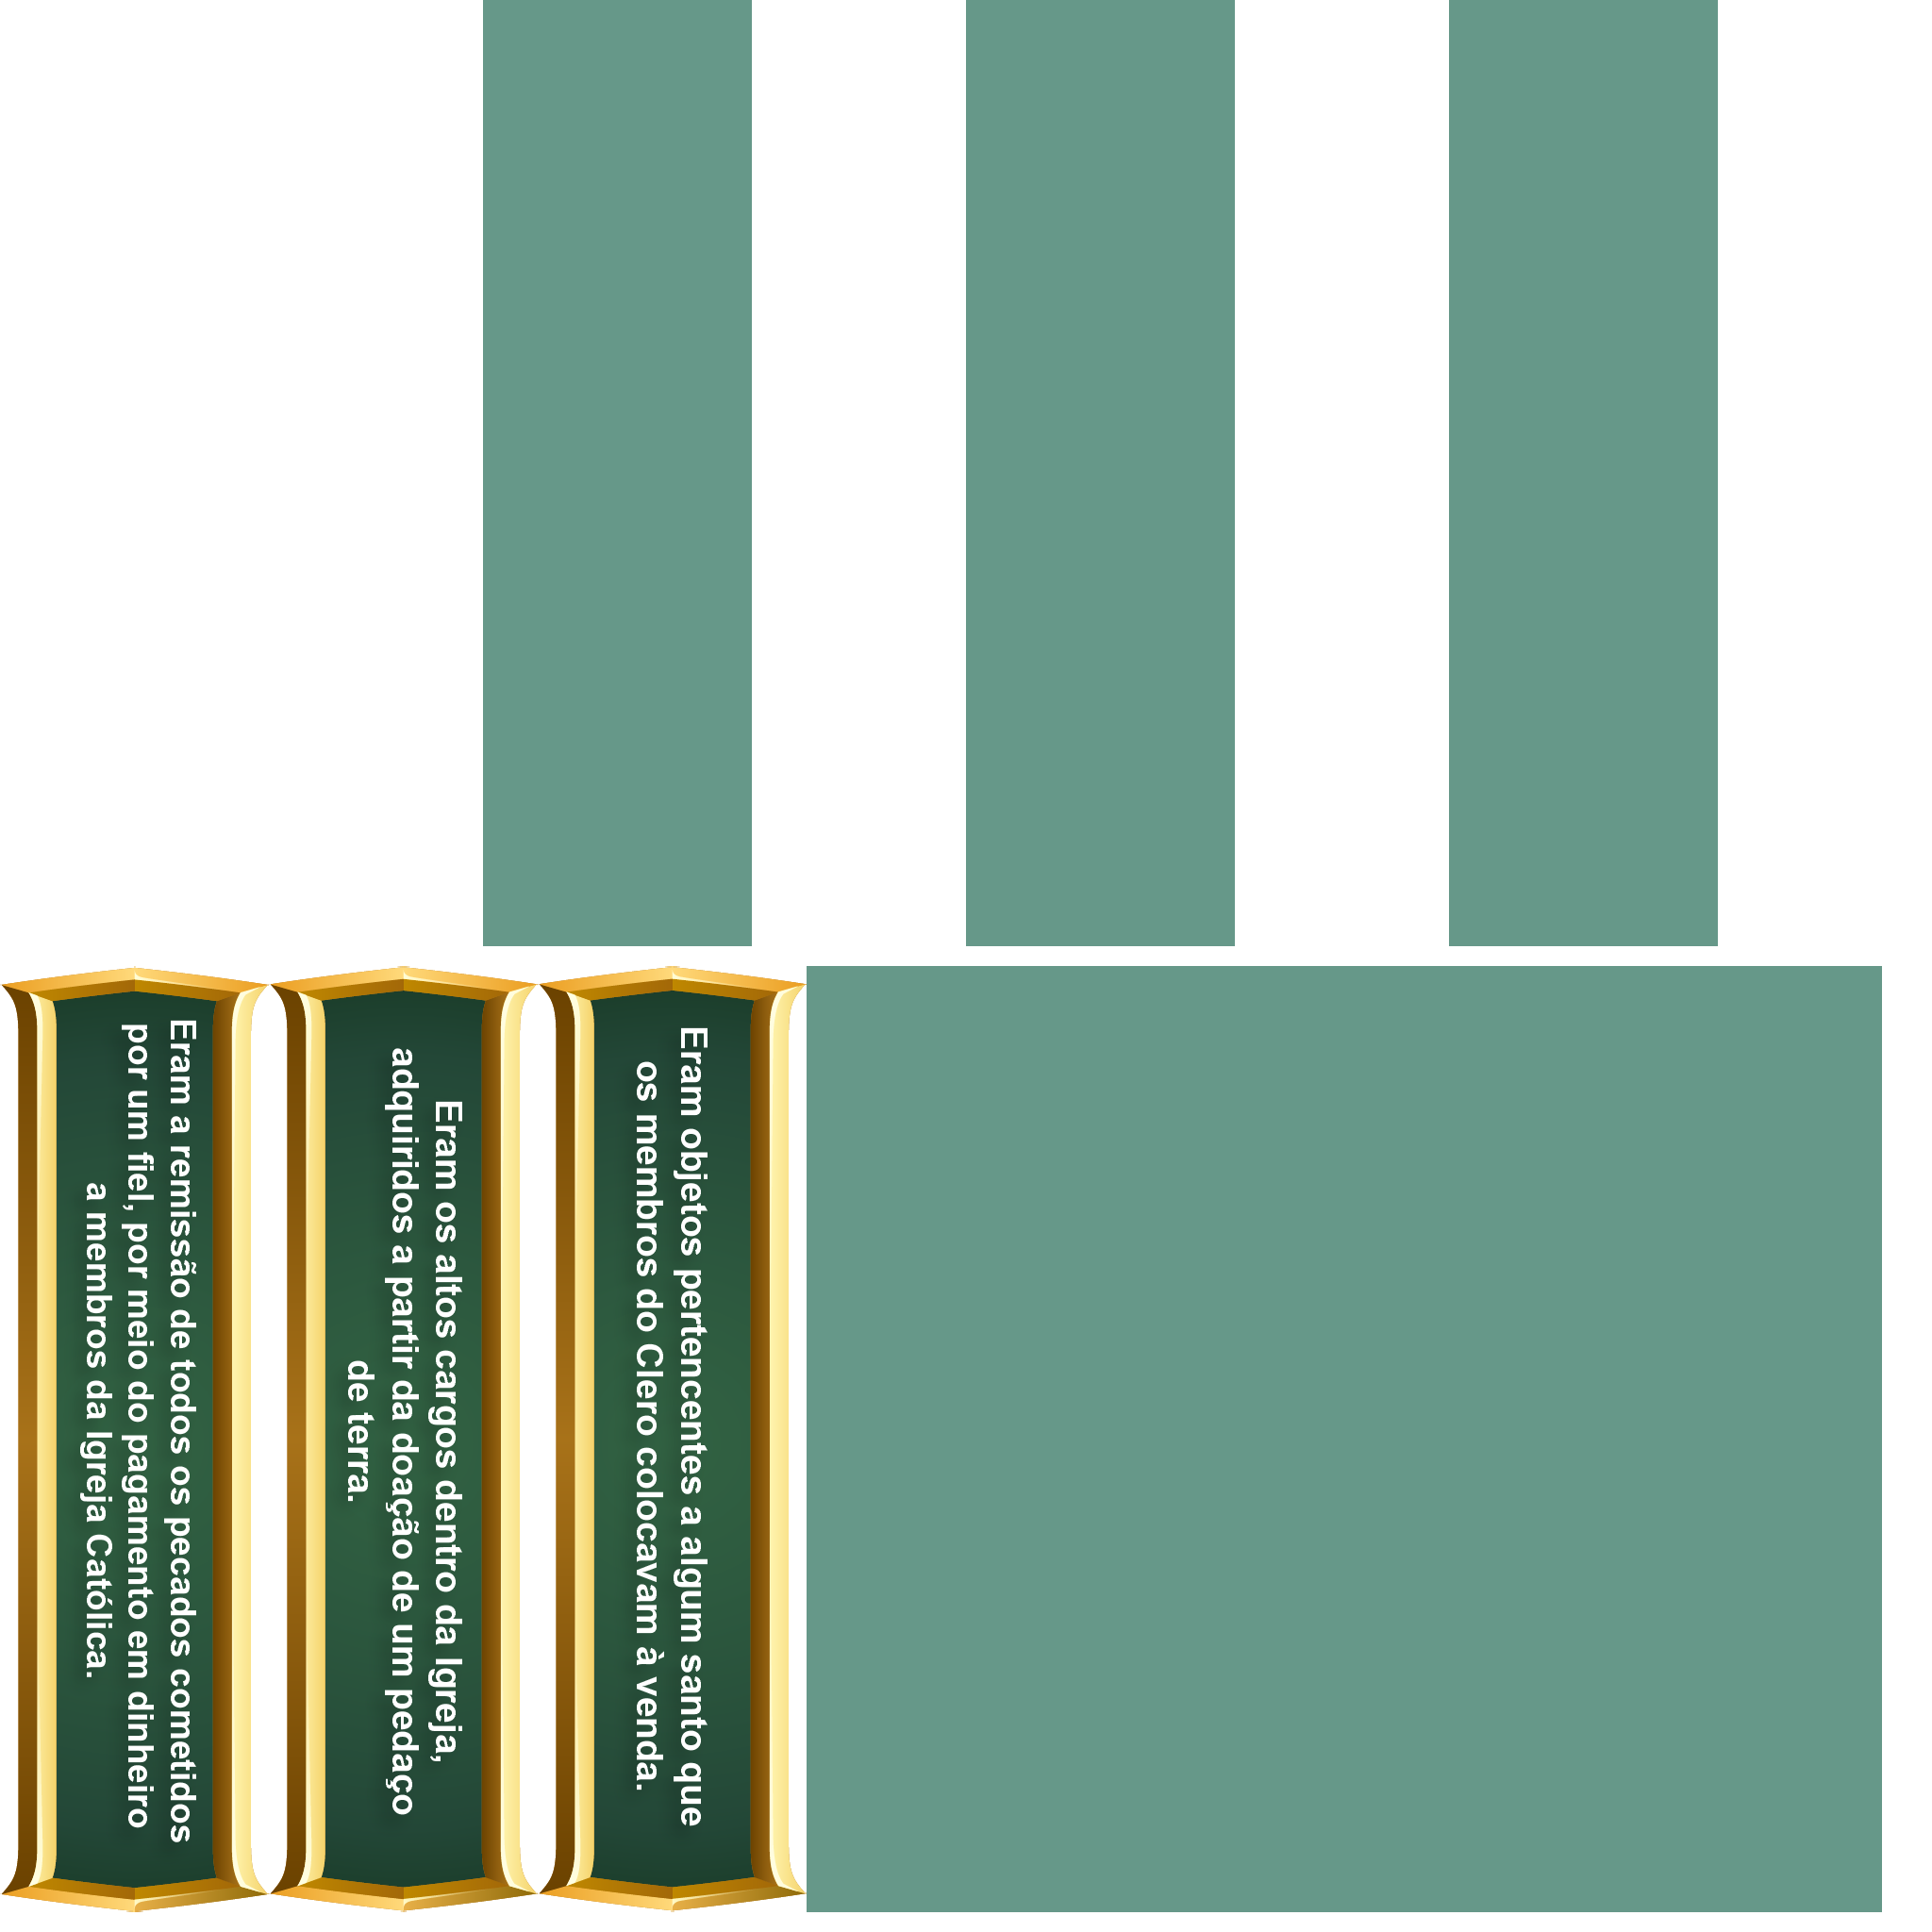 Eram a remissão de todos os pecados cometidos
por um fiel, por meio do pagamento em dinheiro
a membros da Igreja Católica.
Eram os altos cargos dentro da Igreja,
adquiridos a partir da doação de um pedaço
de terra.
Eram objetos pertencentes a algum santo que
os membros do Clero colocavam à venda.